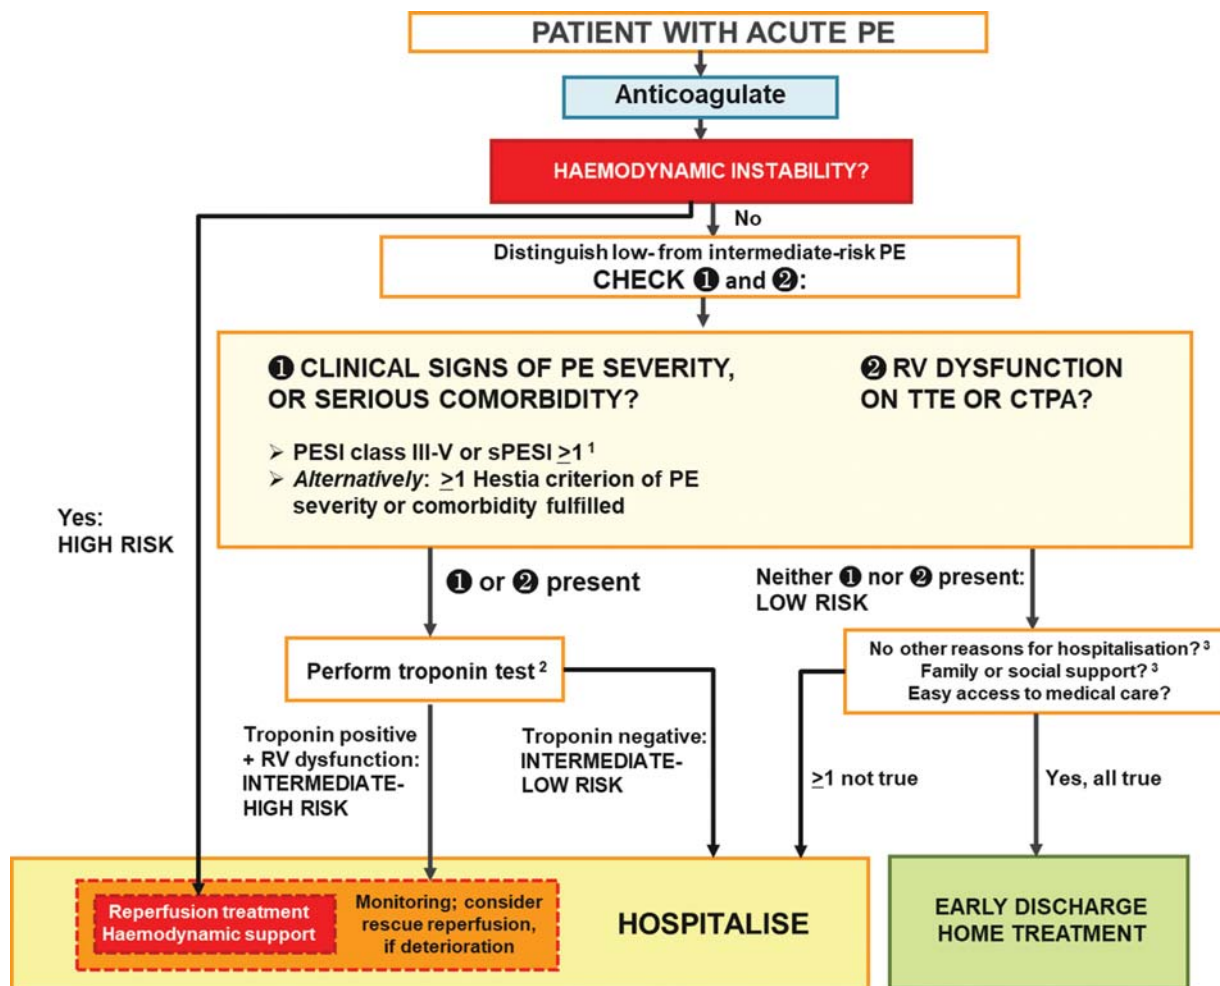 PATIENT WITH ACUTE PE
Anticoagulate
HAEMODYNAMIC INSTABILITY?
No
Distinguish low- from intermediate-risk PE
CHECK ❶ and ❷:
❶ CLINICAL SIGNS OF PE SEVERITY,
OR SERIOUS COMORBIDITY?
➢ PESI class III-V or sPESI ≥1 ¹
➢ Alternatively: ≥1 Hestia criterion of PE
severity or comorbidity fulfilled
❷ RV DYSFUNCTION
ON TTE OR CTPA?
Yes:
HIGH RISK
❶ or ❷ present
Neither ❶ nor ❷ present:
LOW RISK
Perform troponin test ²
No other reasons for hospitalisation? ³
Family or social support? ³
Easy access to medical care?
Troponin positive
+ RV dysfunction:
INTERMEDIATE-
HIGH RISK
Troponin negative:
INTERMEDIATE-
LOW RISK
≥1 not true
Yes, all true
Reperfusion treatment
Haemodynamic support
Monitoring; consider
rescue reperfusion,
if deterioration
HOSPITALISE
EARLY DISCHARGE
HOME TREATMENT